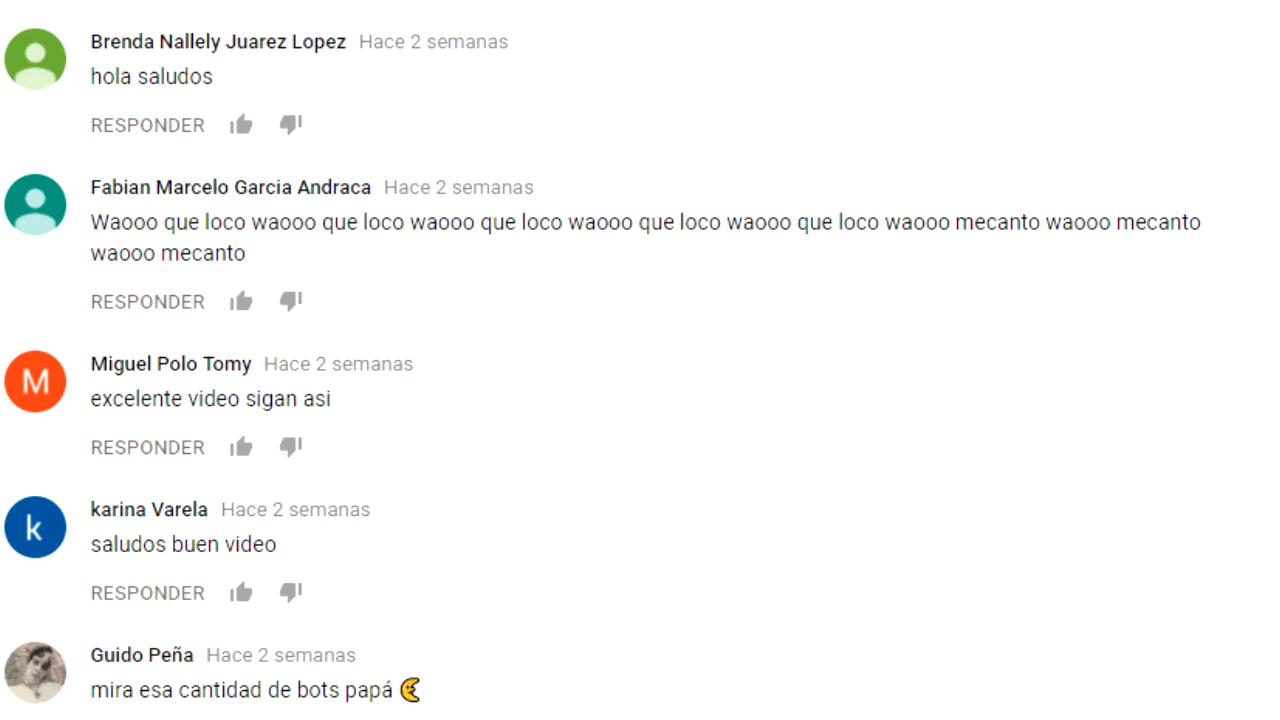 Brenda Nallely Juarez Lopez Hace 2 semanas
hola saludos
RESPONDER
Fabian Marcelo Garcia Andraca Hace 2 semanas
Waooo que loco waooo que loco waooo que loco waooo que loco waooo que loco waooo mecanto waooo mecanto
waooo mecanto
RESPONDER
M
Miguel Polo Tomy Hace 2 semanas
excelente video sigan asi
RESPONDER
k
karina Varela Hace 2 semanas
saludos buen video
RESPONDER
Guido Peña Hace 2 semanas
mira esa cantidad de bots papá 🌜